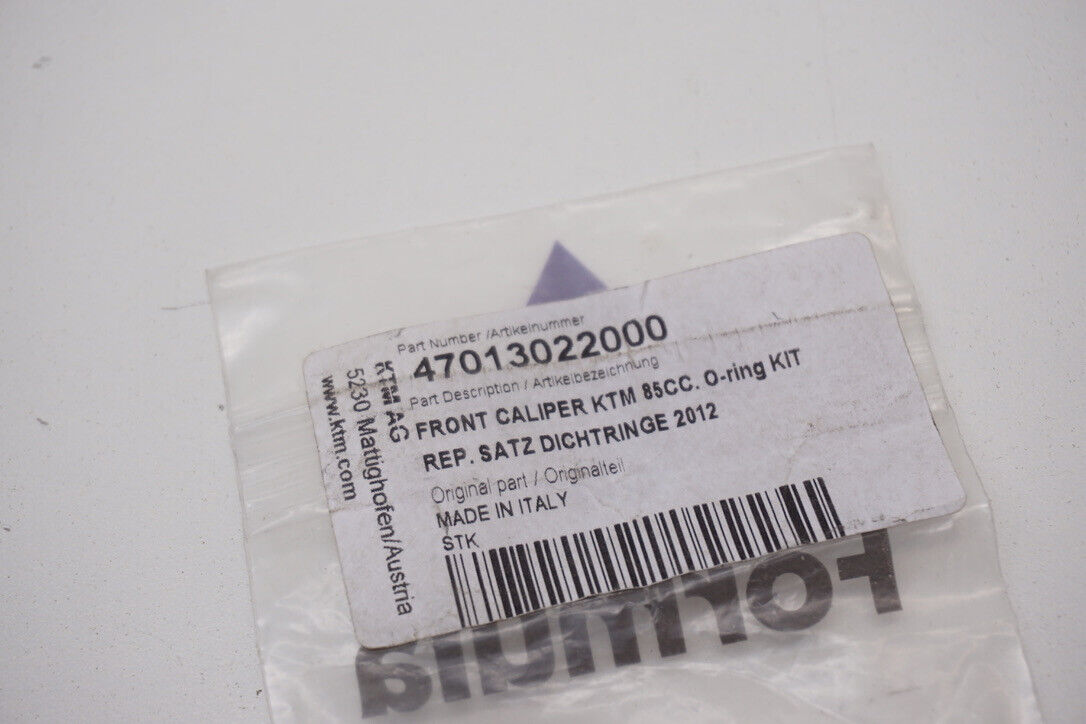 Part Number /Artikelnummer
47013022000
Part Description / Artikelbezeichnung
FRONT CALIPER KTM 85CC. O-ring KIT
REP. SATZ DICHTRINGE 2012
Original part / Originalteil
MADE IN ITALY
STK
KTM AG
5230 Mattighofen/Austria
www.ktm.com
Formula